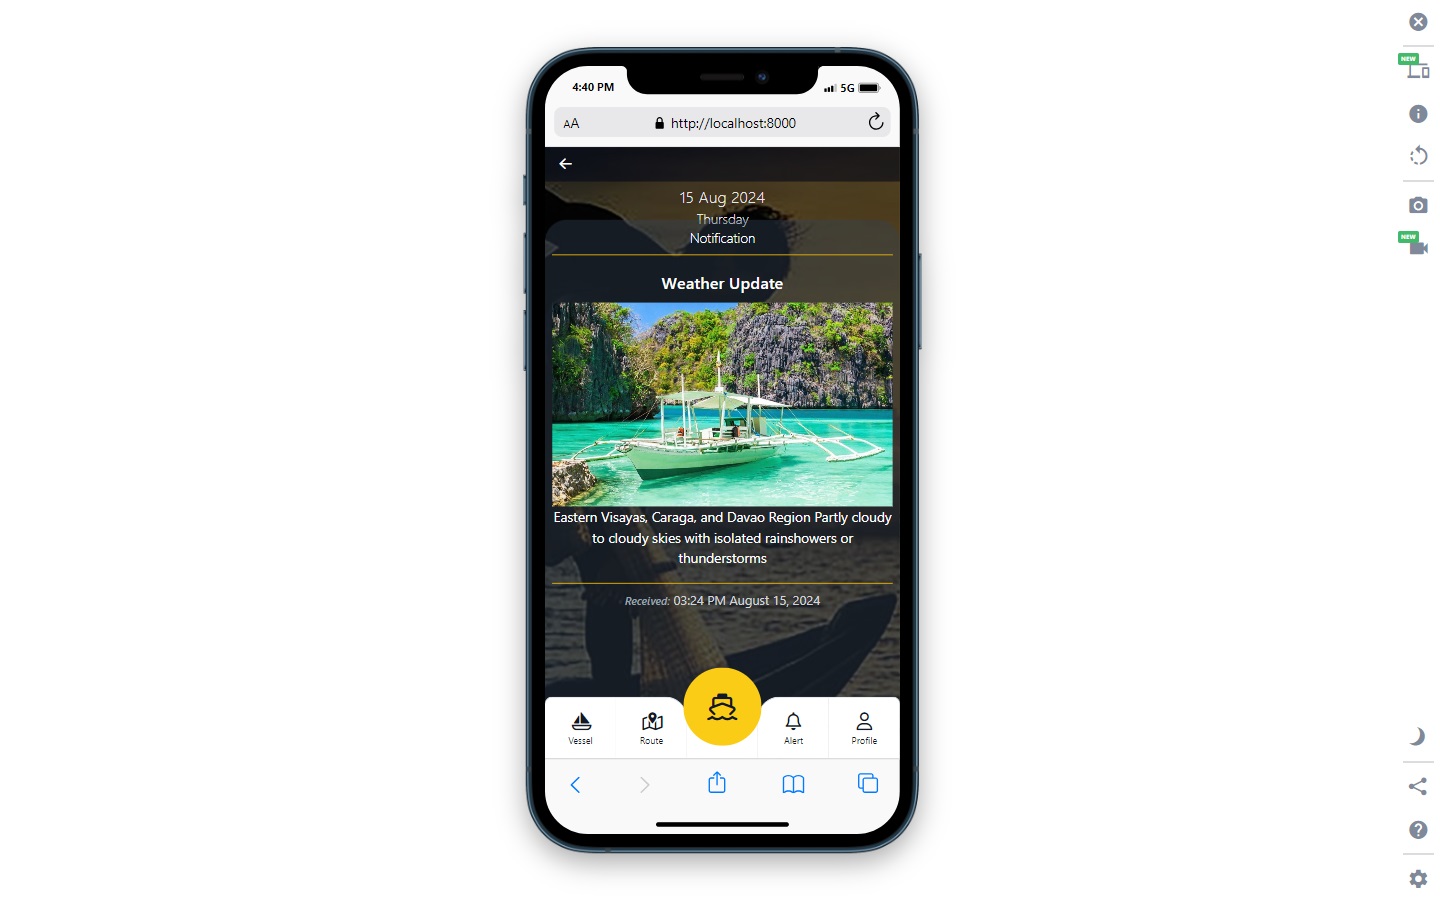 NEW
NEW
4:40 PM
5G
AA
http://localhost:8000
15 Aug 2024
Thursday
Notification
Weather Update
Eastern Visayas, Caraga, and Davao Region Partly cloudy
to cloudy skies with isolated rainshowers or
thunderstorms
Received: 03:24 PM August 15, 2024
Vessel
Route
Alert
Profile